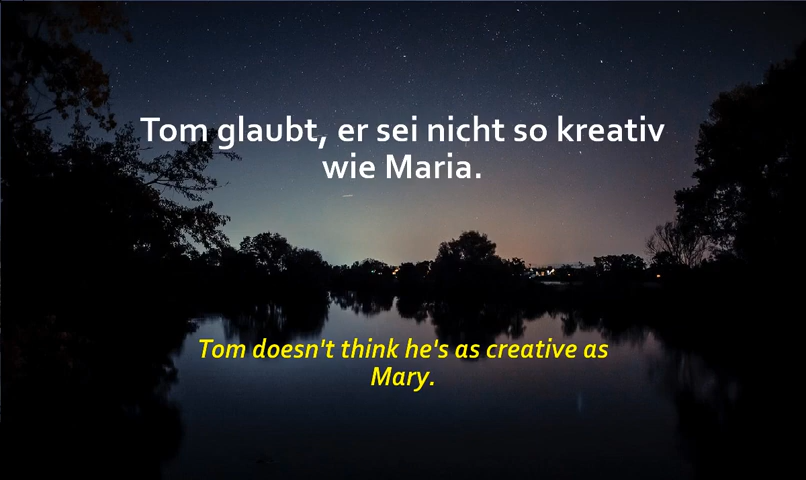 Tom glaubt, er sei nicht so kreativ
wie Maria.
Tom doesn't think he's as creative as
Mary.